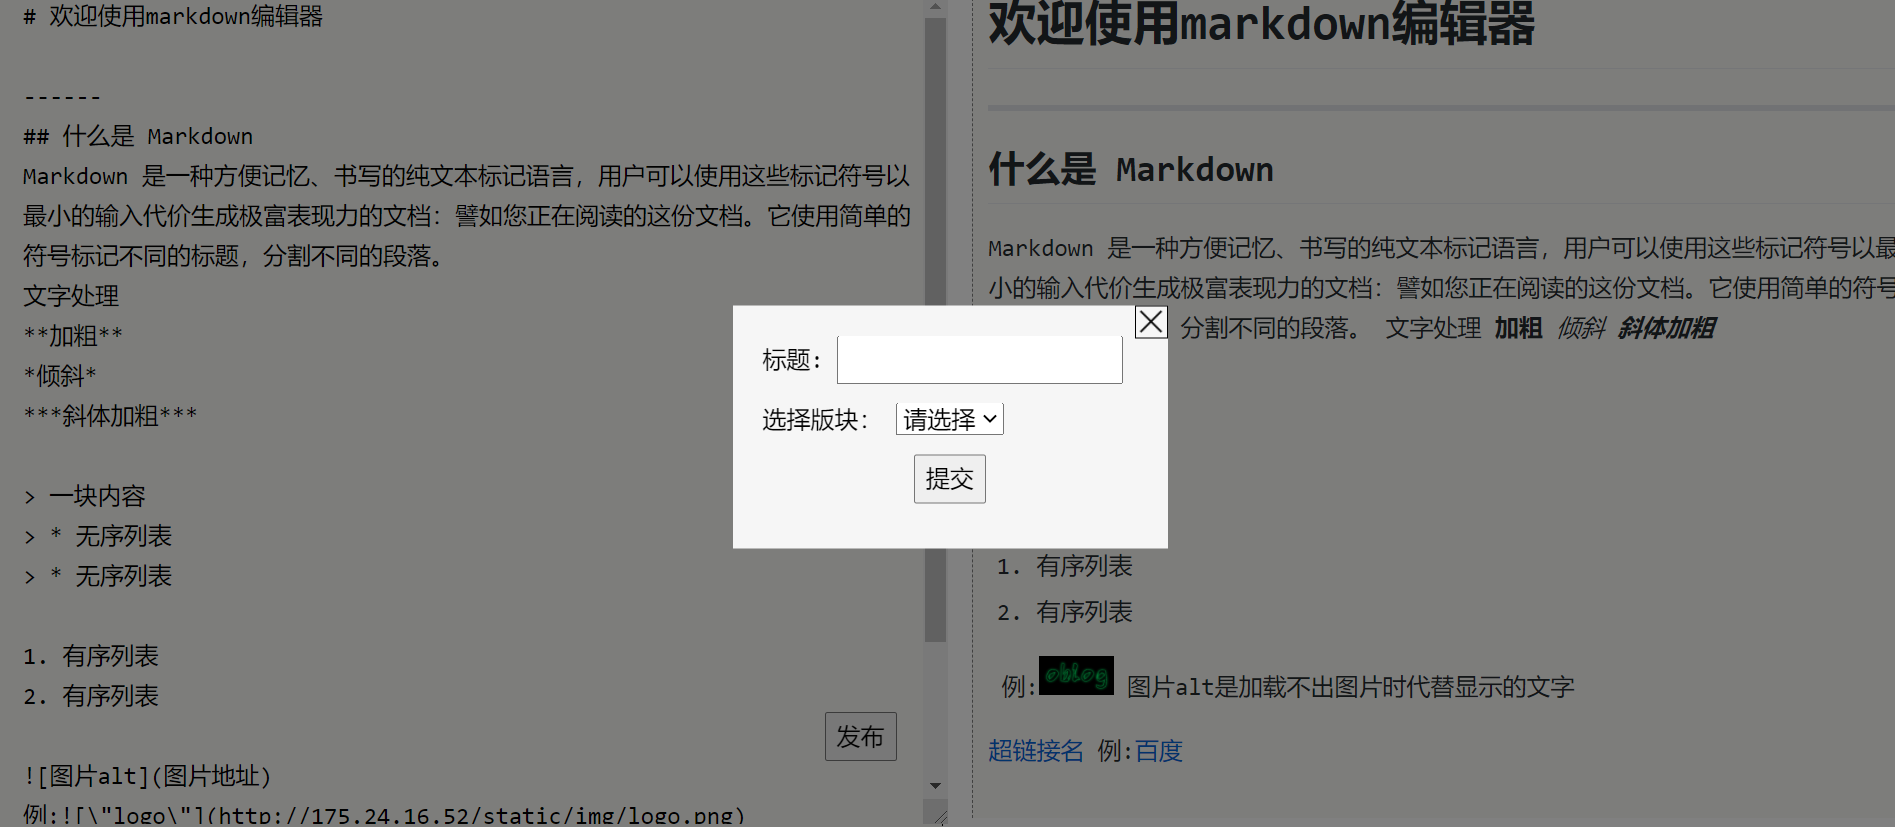 # 欢迎使用markdown编辑器
------
## 什么是 Markdown
Markdown 是一种方便记忆、书写的纯文本标记语言，用户可以使用这些标记符号以
最小的输入代价生成极富表现力的文档：譬如您正在阅读的这份文档。它使用简单的
符号标记不同的标题，分割不同的段落。
文字处理
**加粗**
*倾斜*
***斜体加粗***
> 一块内容
> * 无序列表
> * 无序列表
1. 有序列表
2. 有序列表
发布
![图片alt](图片地址)
例:![\"logo\"](http://175.24.16.52/static/img/logo.png)
标题:
选择版块:
请选择
提交
欢迎使用markdown编辑器
什么是 Markdown
Markdown 是一种方便记忆、书写的纯文本标记语言，用户可以使用这些标记符号以最
小的输入代价生成极富表现力的文档：譬如您正在阅读的这份文档。它使用简单的符号
分割不同的段落。 文字处理 加粗 倾斜 斜体加粗
1. 有序列表
2. 有序列表
例:oblog 图片alt是加载不出图片时代替显示的文字
超链接名 例:百度